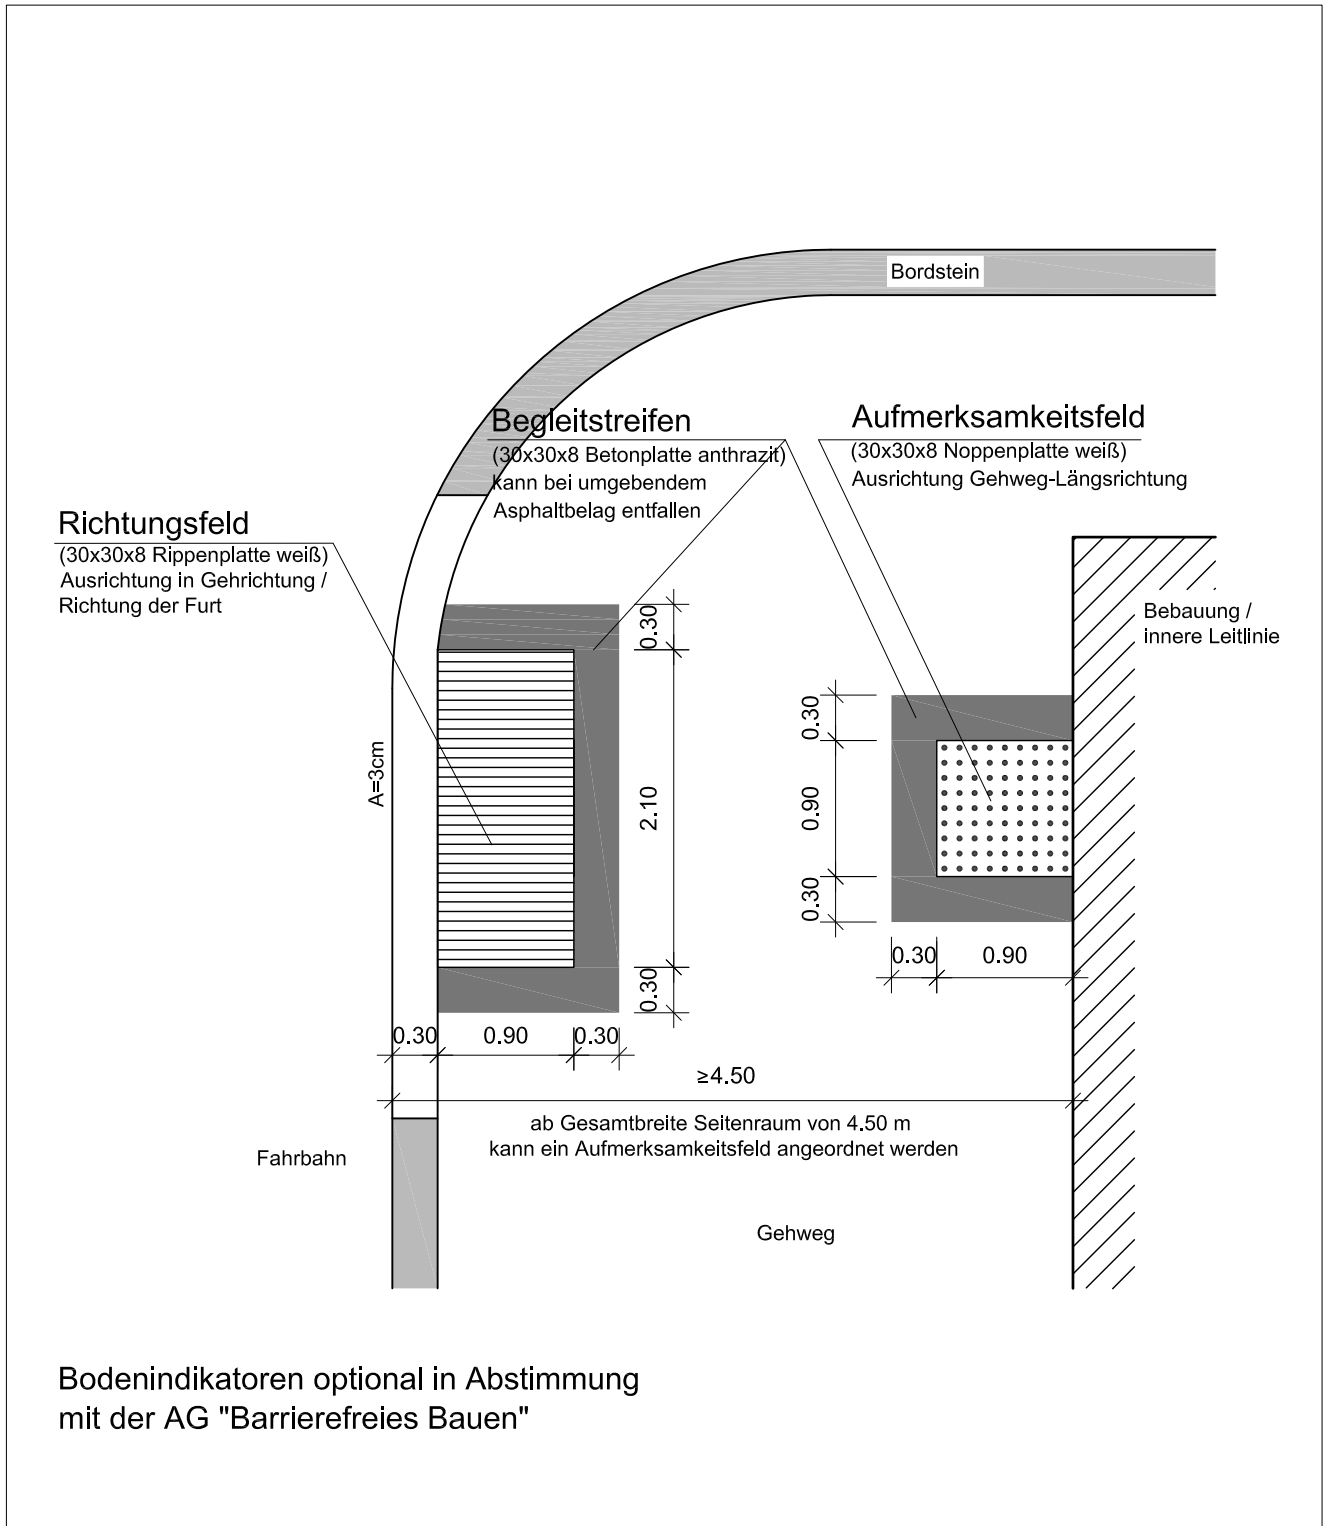 Bordstein
Begleitstreifen
(30x30x8 Betonplatte anthrazit)
kann bei umgebendem
Asphaltbelag entfallen
Aufmerksamkeitsfeld
(30x30x8 Noppenplatte weiß)
Ausrichtung Gehweg-Längsrichtung
Richtungsfeld
(30x30x8 Rippenplatte weiß)
Ausrichtung in Gehrichtung /
Richtung der Furt
Bebauung /
innere Leitlinie
A=3cm
0.30
2.10
0.30
0.30
0.90
0.30
0.30 0.90
0.30 0.90 0.30
≥4.50
ab Gesamtbreite Seitenraum von 4.50 m
kann ein Aufmerksamkeitsfeld angeordnet werden
Fahrbahn
Gehweg
Bodenindikatoren optional in Abstimmung
mit der AG "Barrierefreies Bauen"